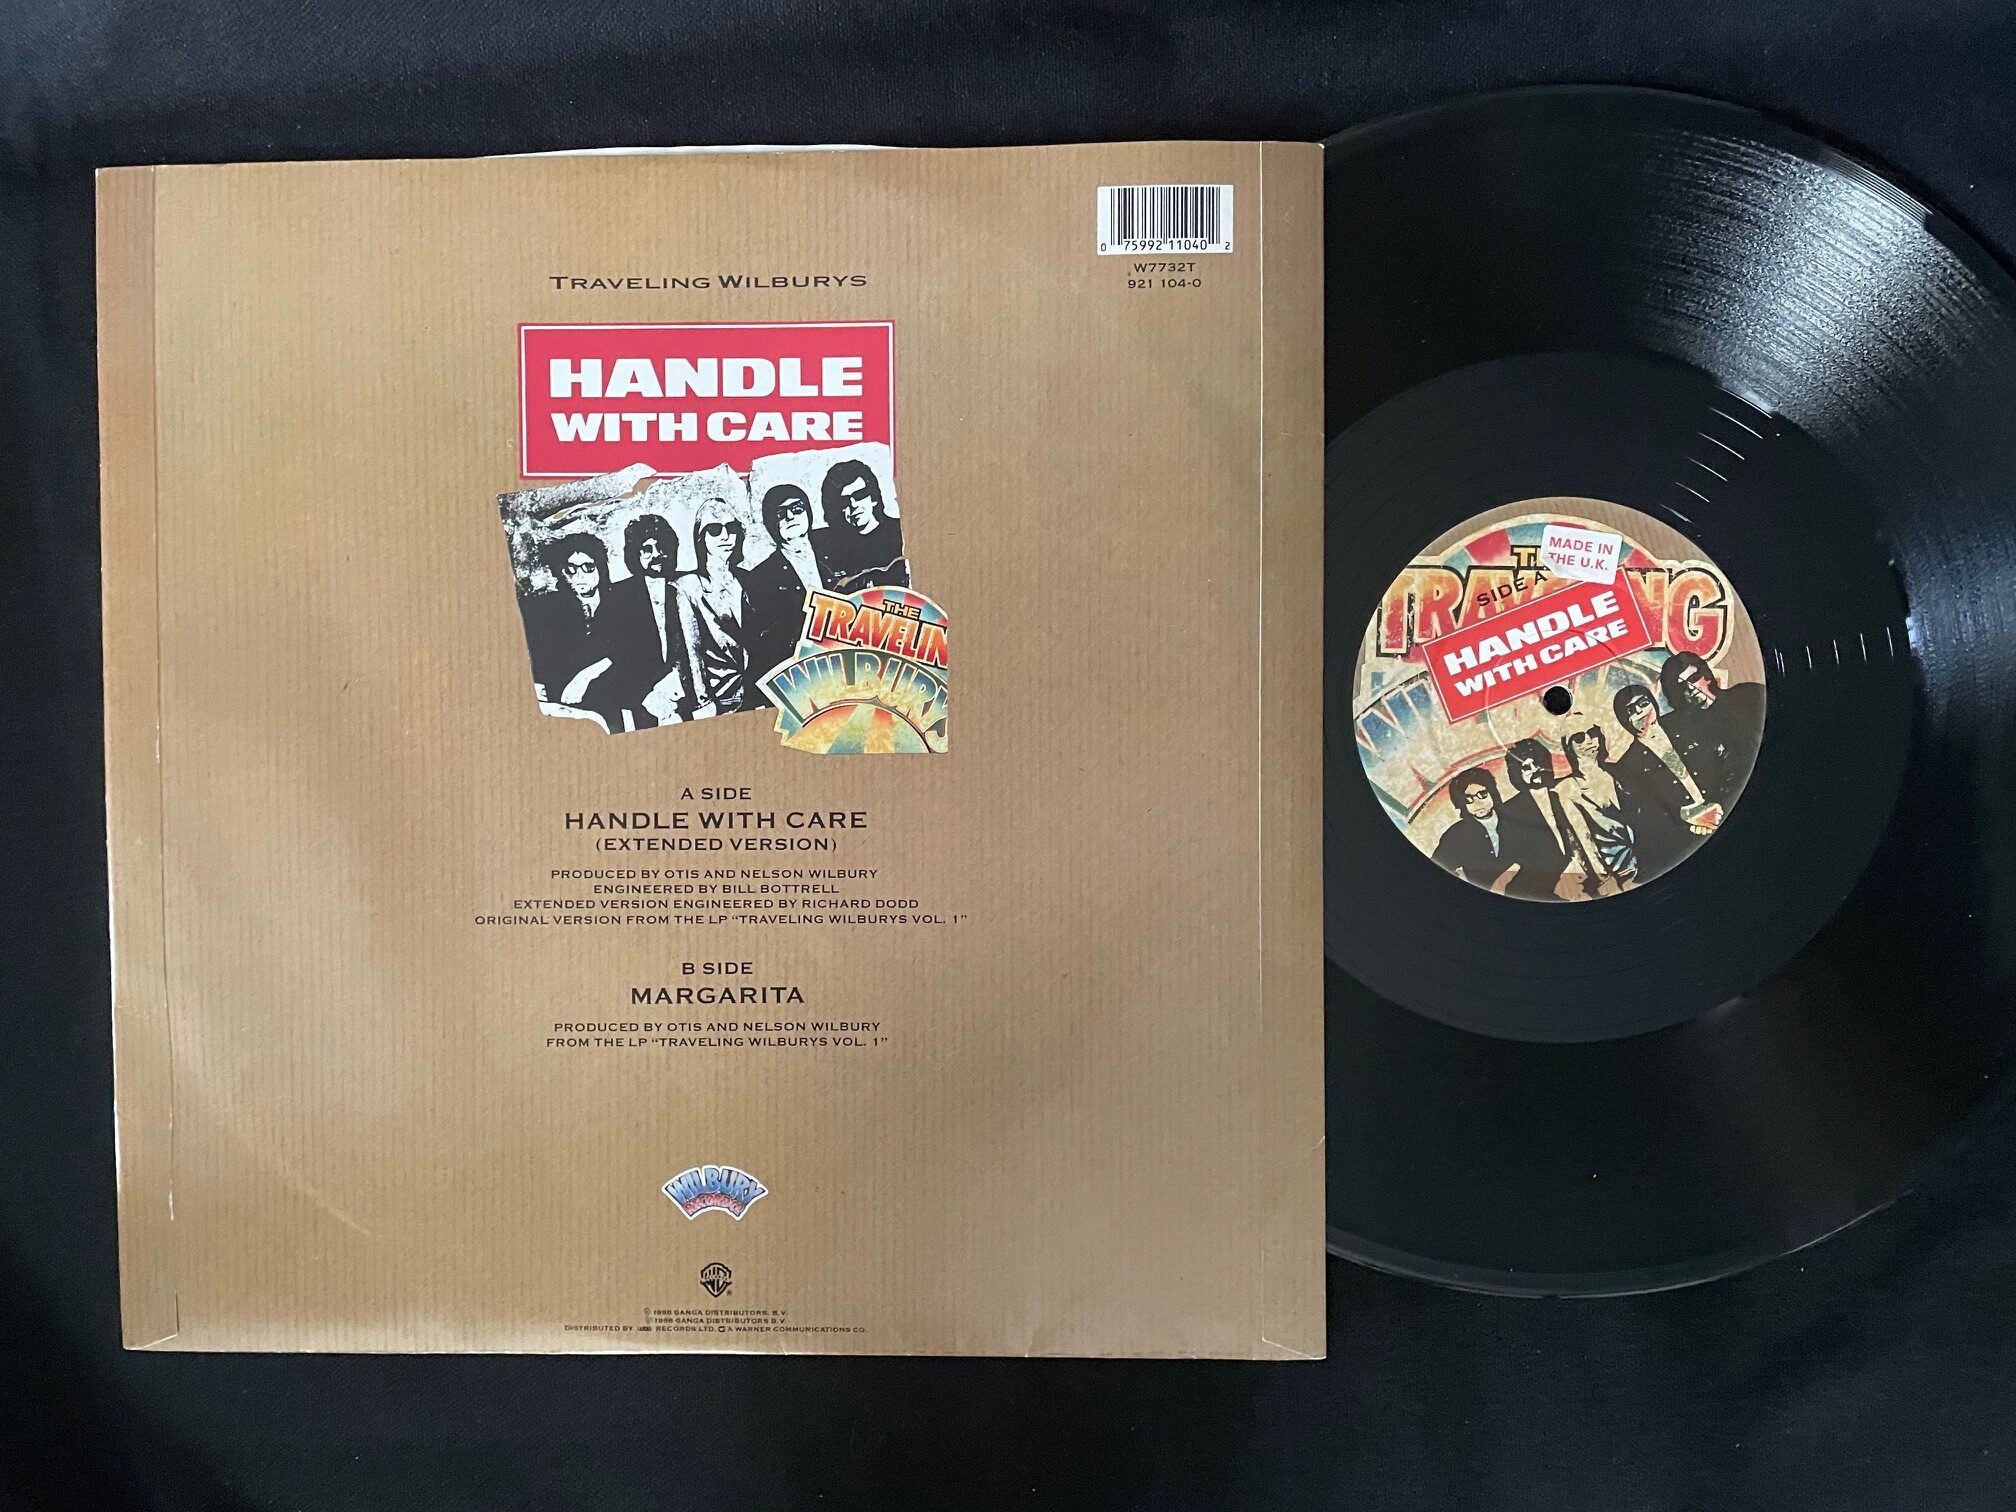 0 75992 11040 2
W7732T
921 104-0
TRAVELING WILBURYS
HANDLE
WITH CARE
THE
TRAVELIN
WILBURY
A SIDE
HANDLE WITH CARE
(EXTENDED VERSION)
PRODUCED BY OTIS AND NELSON WILBURY
ENGINEERED BY BILL BOTTRELL
EXTENDED VERSION ENGINEERED BY RICHARD DODD
ORIGINAL VERSION FROM THE LP “TRAVELING WILBURYS VOL. 1”
B SIDE
MARGARITA
PRODUCED BY OTIS AND NELSON WILBURY
FROM THE LP “TRAVELING WILBURYS VOL. 1”
WILBURY
RECORDS
℗ 1988 GANGA DISTRIBUTORS, B.V.
© 1988 GANGA DISTRIBUTORS B.V.
DISTRIBUTED BY RECORDS LTD. A WARNER COMMUNICATIONS CO.
MADE IN
THE U.K.
SIDE A
HANDLE
WITH CARE